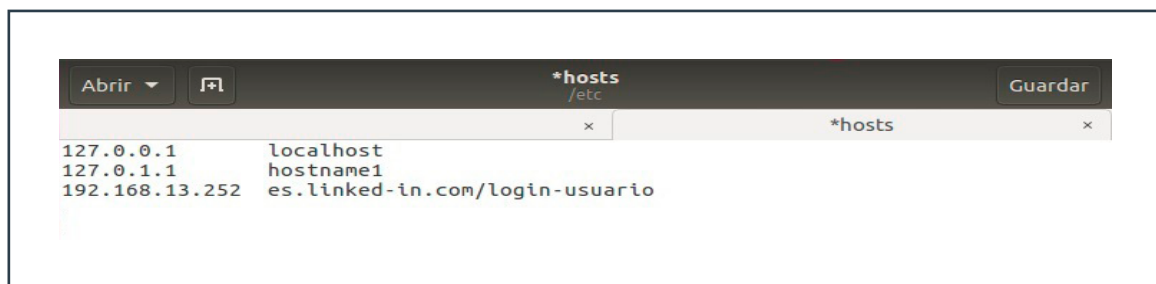 Abrir
*hosts
/etc
Guardar
× *hosts ×
127.0.0.1 localhost
127.0.1.1 hostname1
192.168.13.252 es.linked-in.com/login-usuario